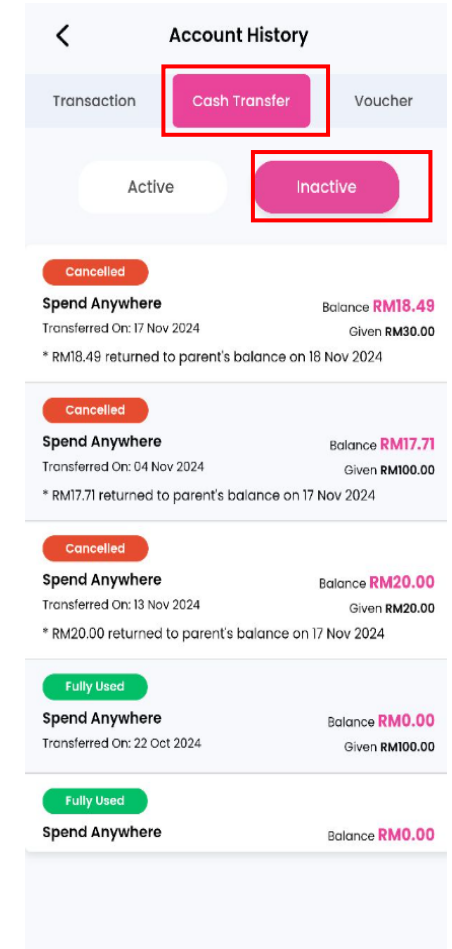 Account History
Transaction Cash Transfer Voucher
Active Inactive
Cancelled
Spend Anywhere Balance RM18.49
Transferred On: 17 Nov 2024 Given RM30.00
* RM18.49 returned to parent's balance on 18 Nov 2024
Cancelled
Spend Anywhere Balance RM17.71
Transferred On: 04 Nov 2024 Given RM100.00
* RM17.71 returned to parent's balance on 17 Nov 2024
Cancelled
Spend Anywhere Balance RM20.00
Transferred On: 13 Nov 2024 Given RM20.00
* RM20.00 returned to parent's balance on 17 Nov 2024
Fully Used
Spend Anywhere Balance RM0.00
Transferred On: 22 Oct 2024 Given RM100.00
Fully Used
Spend Anywhere Balance RM0.00